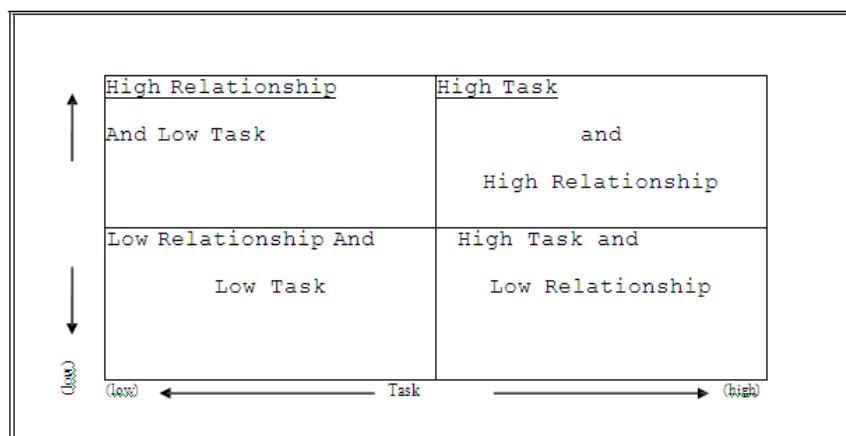 High Relationship
And Low Task
High Task
and
High Relationship
Low Relationship And
Low Task
High Task and
Low Relationship
(low)
(low)
Task
(high)